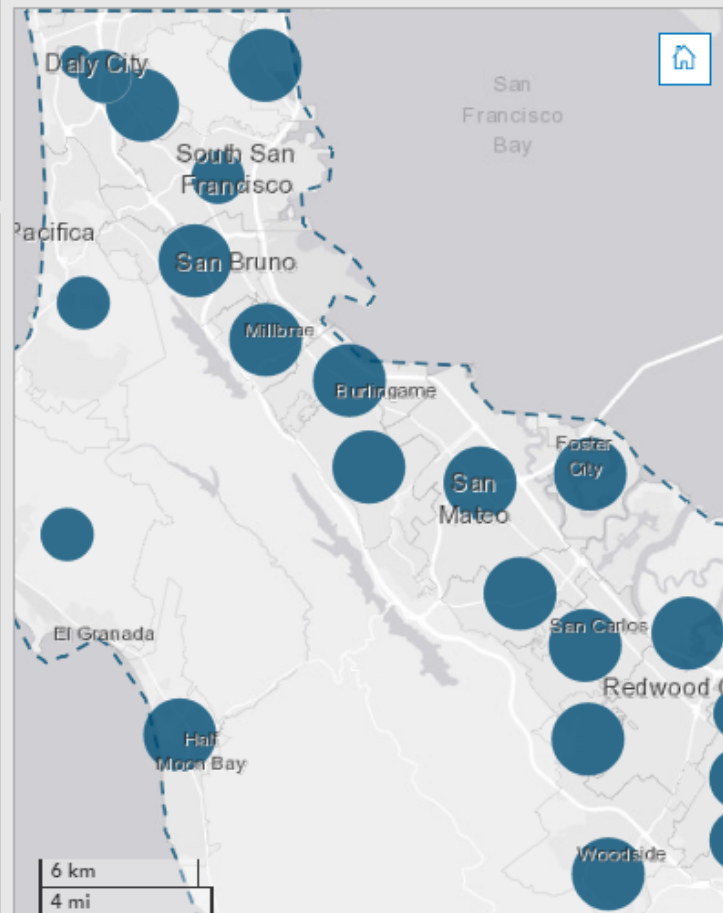 Daly City
San
Francisco
Bay
South San
Francisco
Pacifica
San Bruno
Millbrae
Burlingame
Foster
City
San
Mateo
El Granada
San Carlos
Redwood C
Half
Moon Bay
Woodside
6 km
4 mi